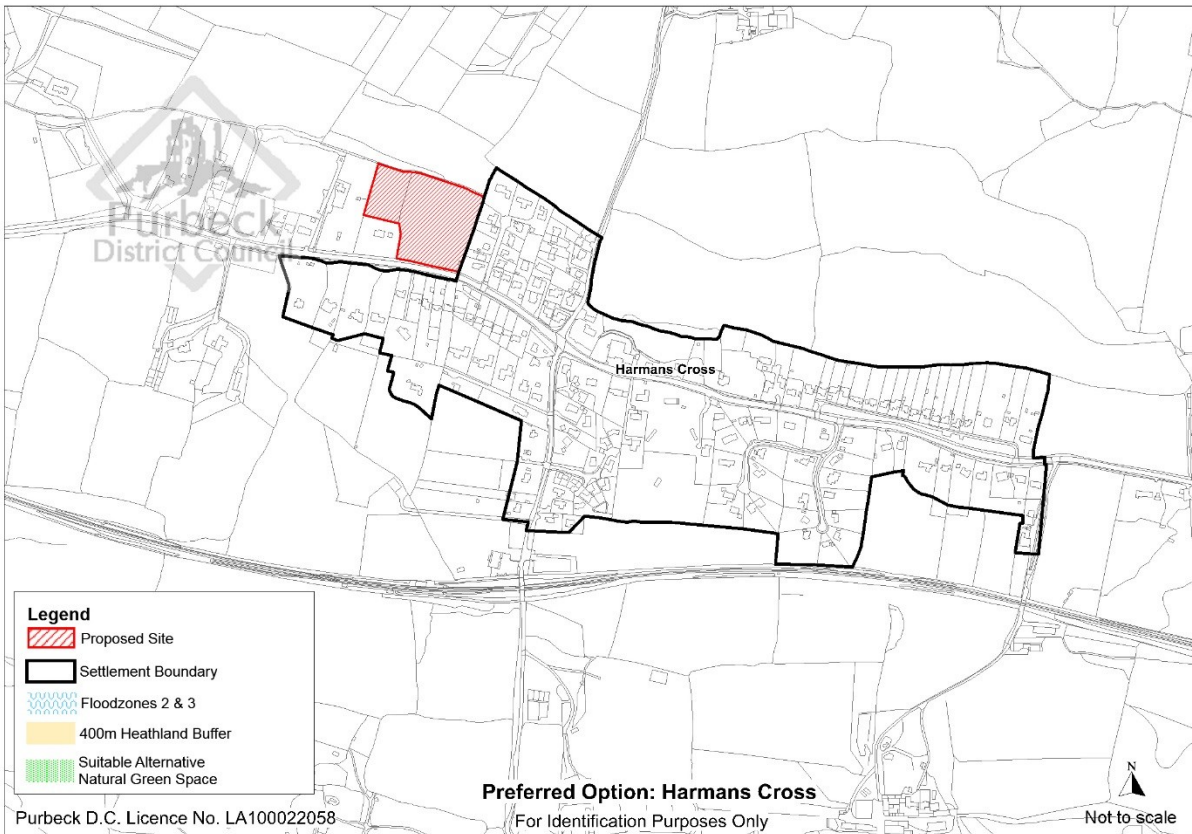 Purbeck
District Council
Harmans Cross
Legend
Proposed Site
Settlement Boundary
Floodzones 2 & 3
400m Heathland Buffer
Suitable Alternative
Natural Green Space
Purbeck D.C. Licence No. LA100022058
Preferred Option: Harmans Cross
For Identification Purposes Only
N
Not to scale